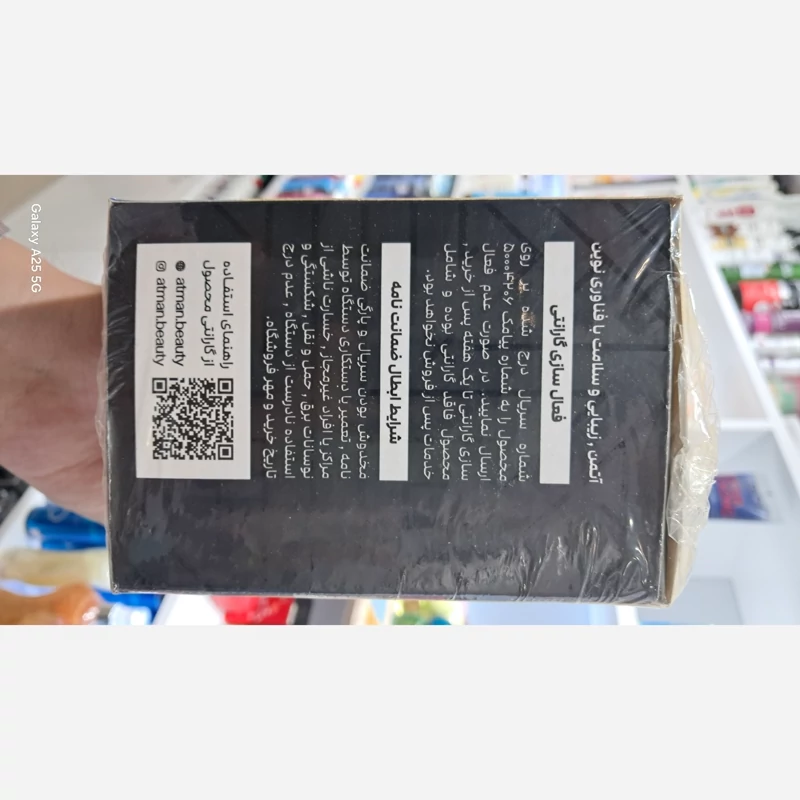 آتمن ، زیبایی و سلامت با فناوری نوین
فعال سازی گارانتی
شماره سریال درج شده بر روی
محصول را به شماره پیامک ۵۰۰۰۴۲۰۶
ارسال نمایید. در صورت عدم فعال
سازی گارانتی تا یک هفته پس از خرید،
محصول فاقد گارانتی بوده و شامل
خدمات پس از فروش نخواهد بود.
شرایط ابطال ضمانت نامه
مخدوش بودن سریال و پارگی ضمانت
نامه ، تعمیر یا دستکاری دستگاه توسط
مراکز یا افراد غیرمجاز , خسارت ناشی از
نوسانات برق , حمل و نقل , شکستگی و
استفاده نادرست از دستگاه , عدم درج
تاریخ خرید و مهر فروشگاه.
راهنمای استفاده
از گارانتی محصول
atman.beauty
atman.beauty
Galaxy A25 5G